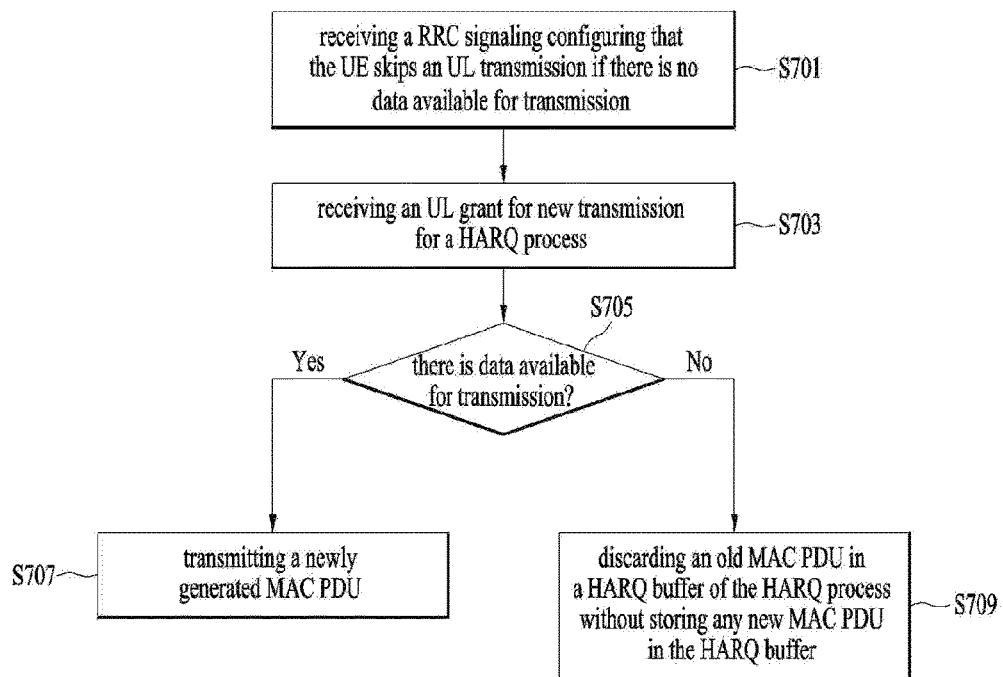 receiving a RRC signaling configuring that
the UE skips an UL transmission if there is no
data available for transmission
S701
receiving an UL grant for new transmission
for a HARQ process
S703
S705
Yes
there is data available
for transmission?
No
S707
transmitting a newly
generated MAC PDU
discarding an old MAC PDU in
a HARQ buffer of the HARQ process
without storing any new MAC PDU
in the HARQ buffer
S709